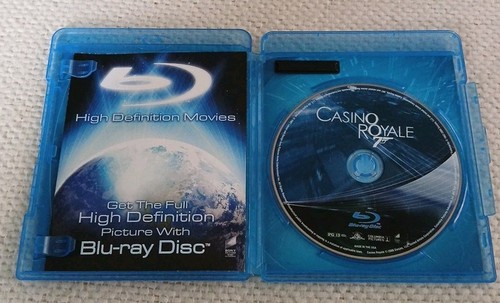 High Definition Movies
Get The Full
High Definition
Picture With
Blu-ray Disc™
CASINO
ROYALE
007
Blu-ray Disc